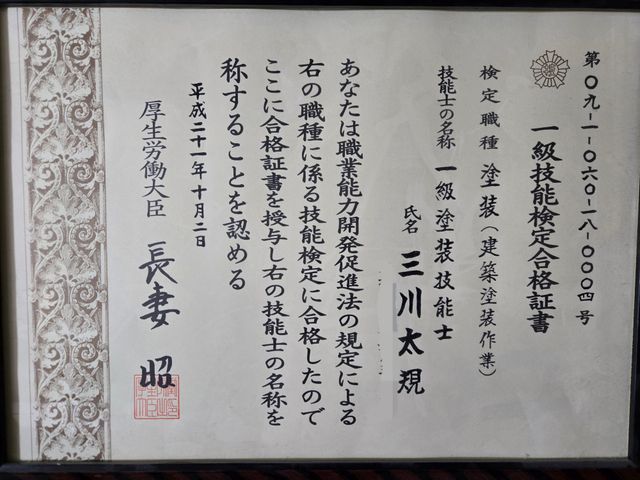 第〇九-一-〇六〇-一八-〇〇〇四号
一級技能検定合格証書
検定職種 塗装(建築塗装作業)
技能士の名称 一級塗装技能士
氏名 三川太規
あなたは職業能力開発促進法の規定による
右の職種に係る技能検定に合格したので
ここに合格証書を授与し右の技能士の名称を
称することを認める
平成二十一年十月二日
厚生労働大臣 長妻昭